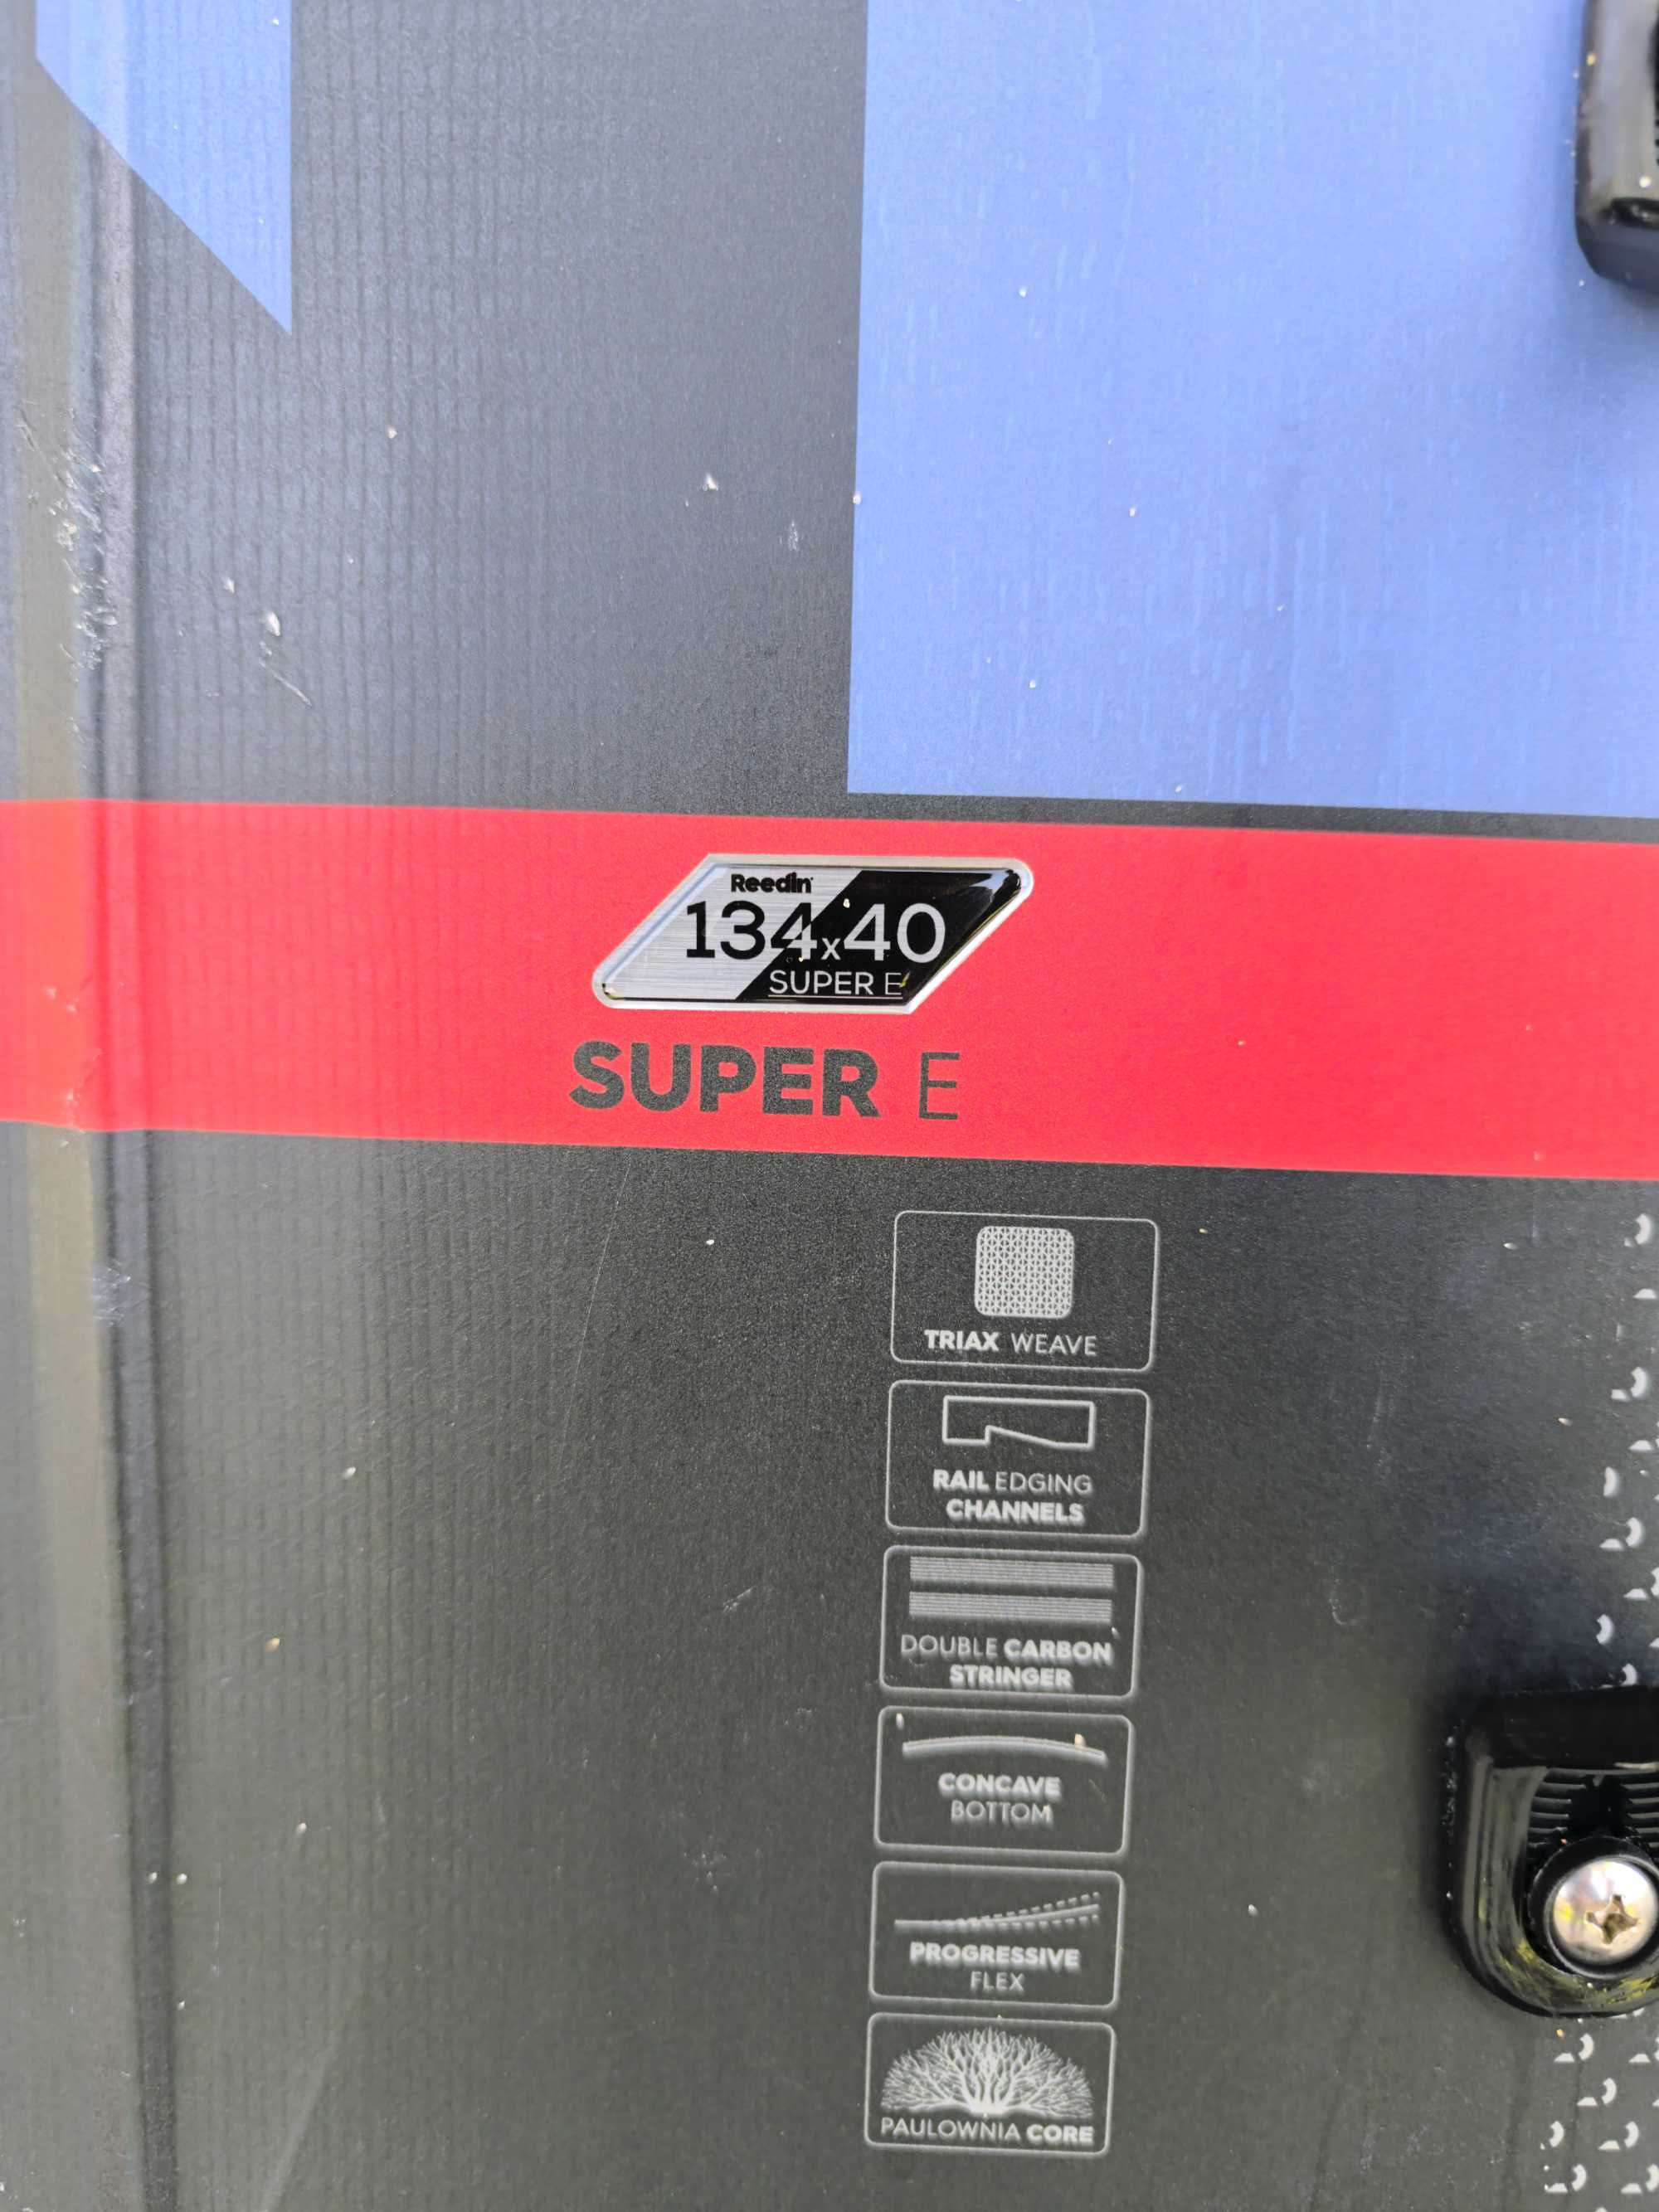 Reedin
134x40
SUPER E
SUPER E
TRIAX WEAVE
RAIL EDGING
CHANNELS
DOUBLE CARBON
STRINGER
CONCAVE
BOTTOM
PROGRESSIVE
FLEX
PAULOWNIA CORE